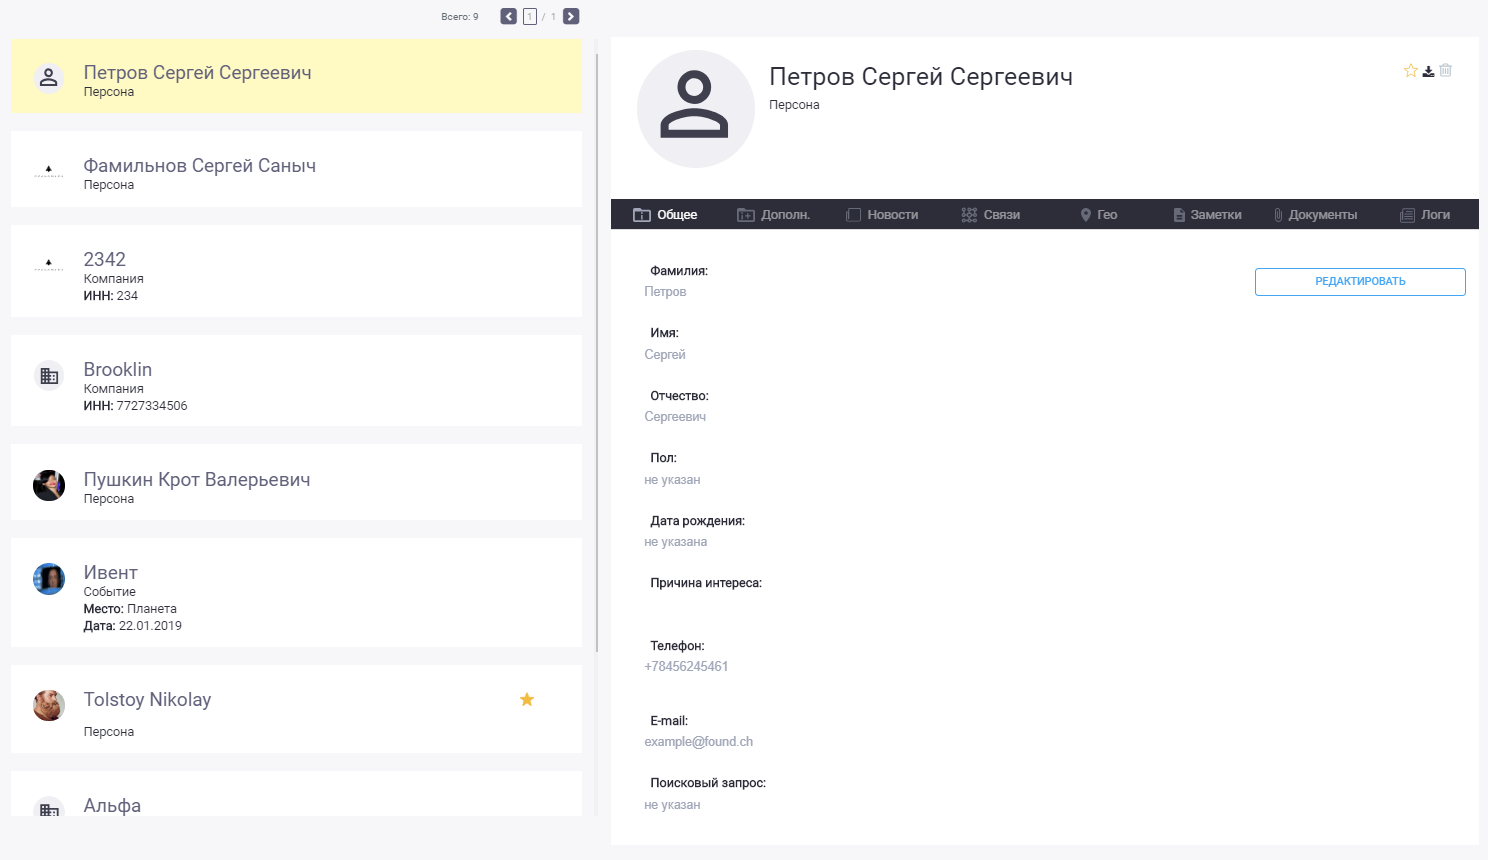 Всего: 9 1 / 1
Петров Сергей Сергеевич
Персона
Фамильнов Сергей Саныч
Персона
2342
Компания
ИНН: 234
Brooklin
Компания
ИНН: 7727334506
Пушкин Крот Валерьевич
Персона
Ивент
Событие
Место: Планета
Дата: 22.01.2019
Tolstoy Nikolay
Персона
Альфа
Петров Сергей Сергеевич
Персона
Общее Дополн. Новости Связи Гео Заметки Документы Логи
Фамилия:
Петров
РЕДАКТИРОВАТЬ
Имя:
Сергей
Отчество:
Сергеевич
Пол:
не указан
Дата рождения:
не указана
Причина интереса:
Телефон:
+78456245461
E-mail:
example@found.ch
Поисковый запрос:
не указан